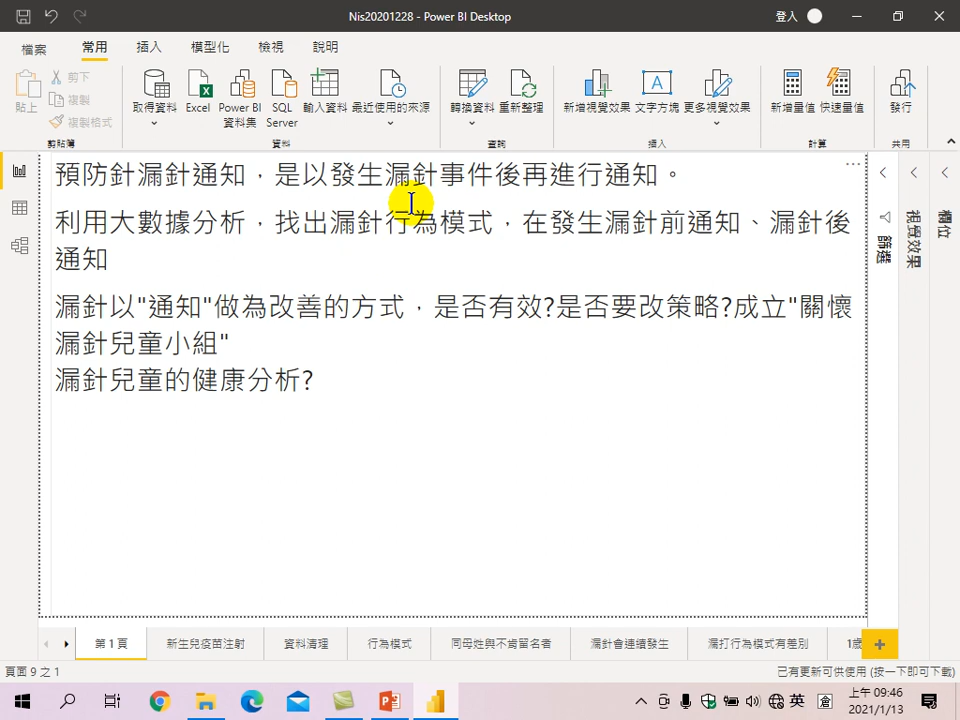 Nis20201228 - Power BI Desktop
登入
檔案 常用 插入 模型化 檢視 說明
貼上
剪下
複製
複製格式
取得資料
Excel
Power BI
資料集
SQL
Server
輸入資料
最近使用的來源
轉換資料
重新整理
新增視覺效果
文字方塊
更多視覺效果
新增量值
快速量值
發行
剪貼簿 資料 查詢 插入 計算 共用
預防針漏針通知，是以發生漏針事件後再進行通知。
利用大數據分析，找出漏針行為模式，在發生漏針前通知、漏針後
通知
漏針以"通知"做為改善的方式，是否有效?是否要改策略?成立"關懷
漏針兒童小組"
漏針兒童的健康分析?
篩選
視覺效果
欄位
第 1 頁 新生兒疫苗注射 資料清理 行為模式 同母姓與不肯留名者 漏針會連續發生 漏打行為模式有差別 1歲
頁面 9 之 1
已有更新可供使用 (按一下即可下載)
英
上午 09:46
2021/1/13